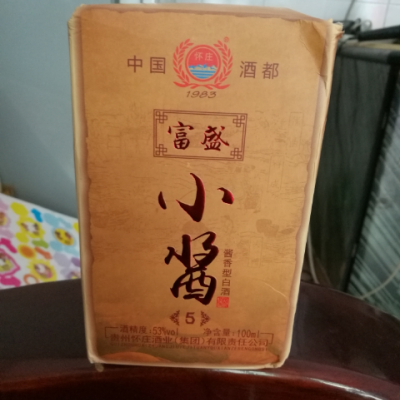 中国 怀庄 酒都
1983
富盛
小酱
酱香型白酒
5
酒精度:53%vol 净含量:100ml
贵州怀庄酒业(集团)有限责任公司